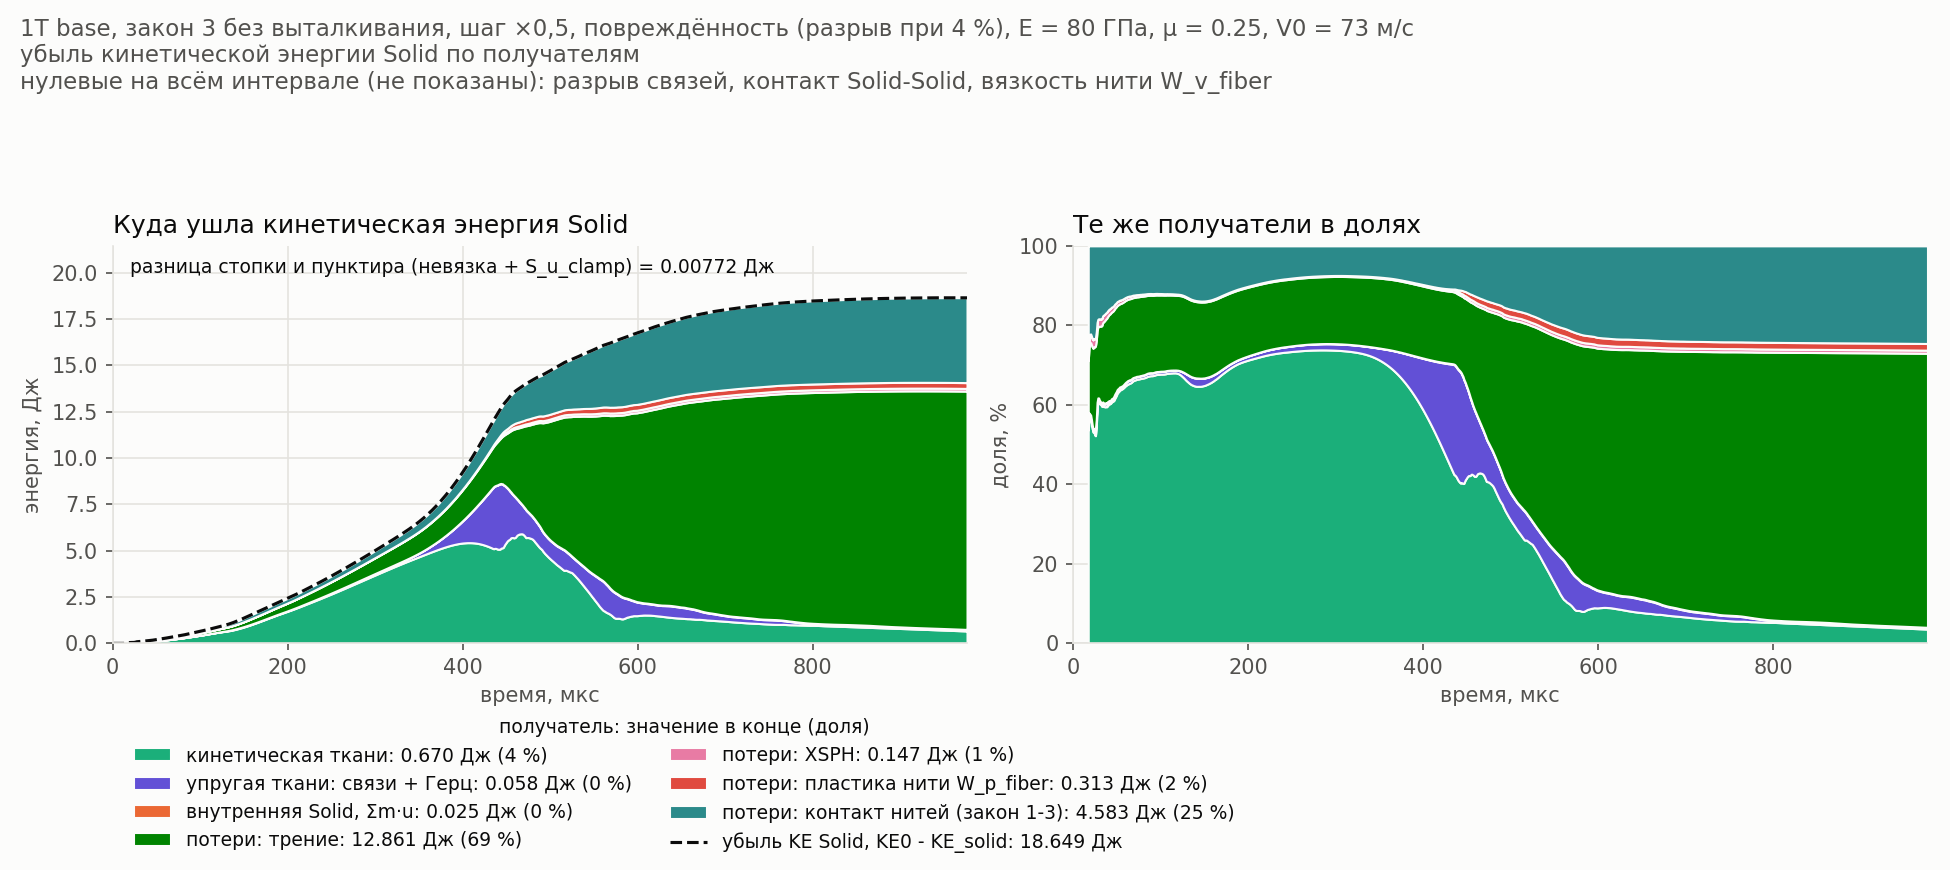 1T base, закон 3 без выталкивания, шаг ×0,5, повреждённость (разрыв при 4 %), E = 80 ГПа, μ = 0.25, V0 = 73 м/с
убыль кинетической энергии Solid по получателям
нулевые на всём интервале (не показаны): разрыв связей, контакт Solid-Solid, вязкость нити W_v_fiber
Куда ушла кинетическая энергия Solid
разница стопки и пунктира (невязка + S_u_clamp) = 0.00772 Дж
20.0
17.5
15.0
12.5
10.0
7.5
5.0
2.5
0.0
энергия, Дж
0 200 400 600 800
время, мкс
Те же получатели в долях
100
80
60
40
20
0
доля, %
0 200 400 600 800
время, мкс
получатель: значение в конце (доля)
кинетическая ткани: 0.670 Дж (4 %)
упругая ткани: связи + Герц: 0.058 Дж (0 %)
внутренняя Solid, Σm·u: 0.025 Дж (0 %)
потери: трение: 12.861 Дж (69 %)
потери: XSPH: 0.147 Дж (1 %)
потери: пластика нити W_p_fiber: 0.313 Дж (2 %)
потери: контакт нитей (закон 1-3): 4.583 Дж (25 %)
убыль KE Solid, KE0 - KE_solid: 18.649 Дж